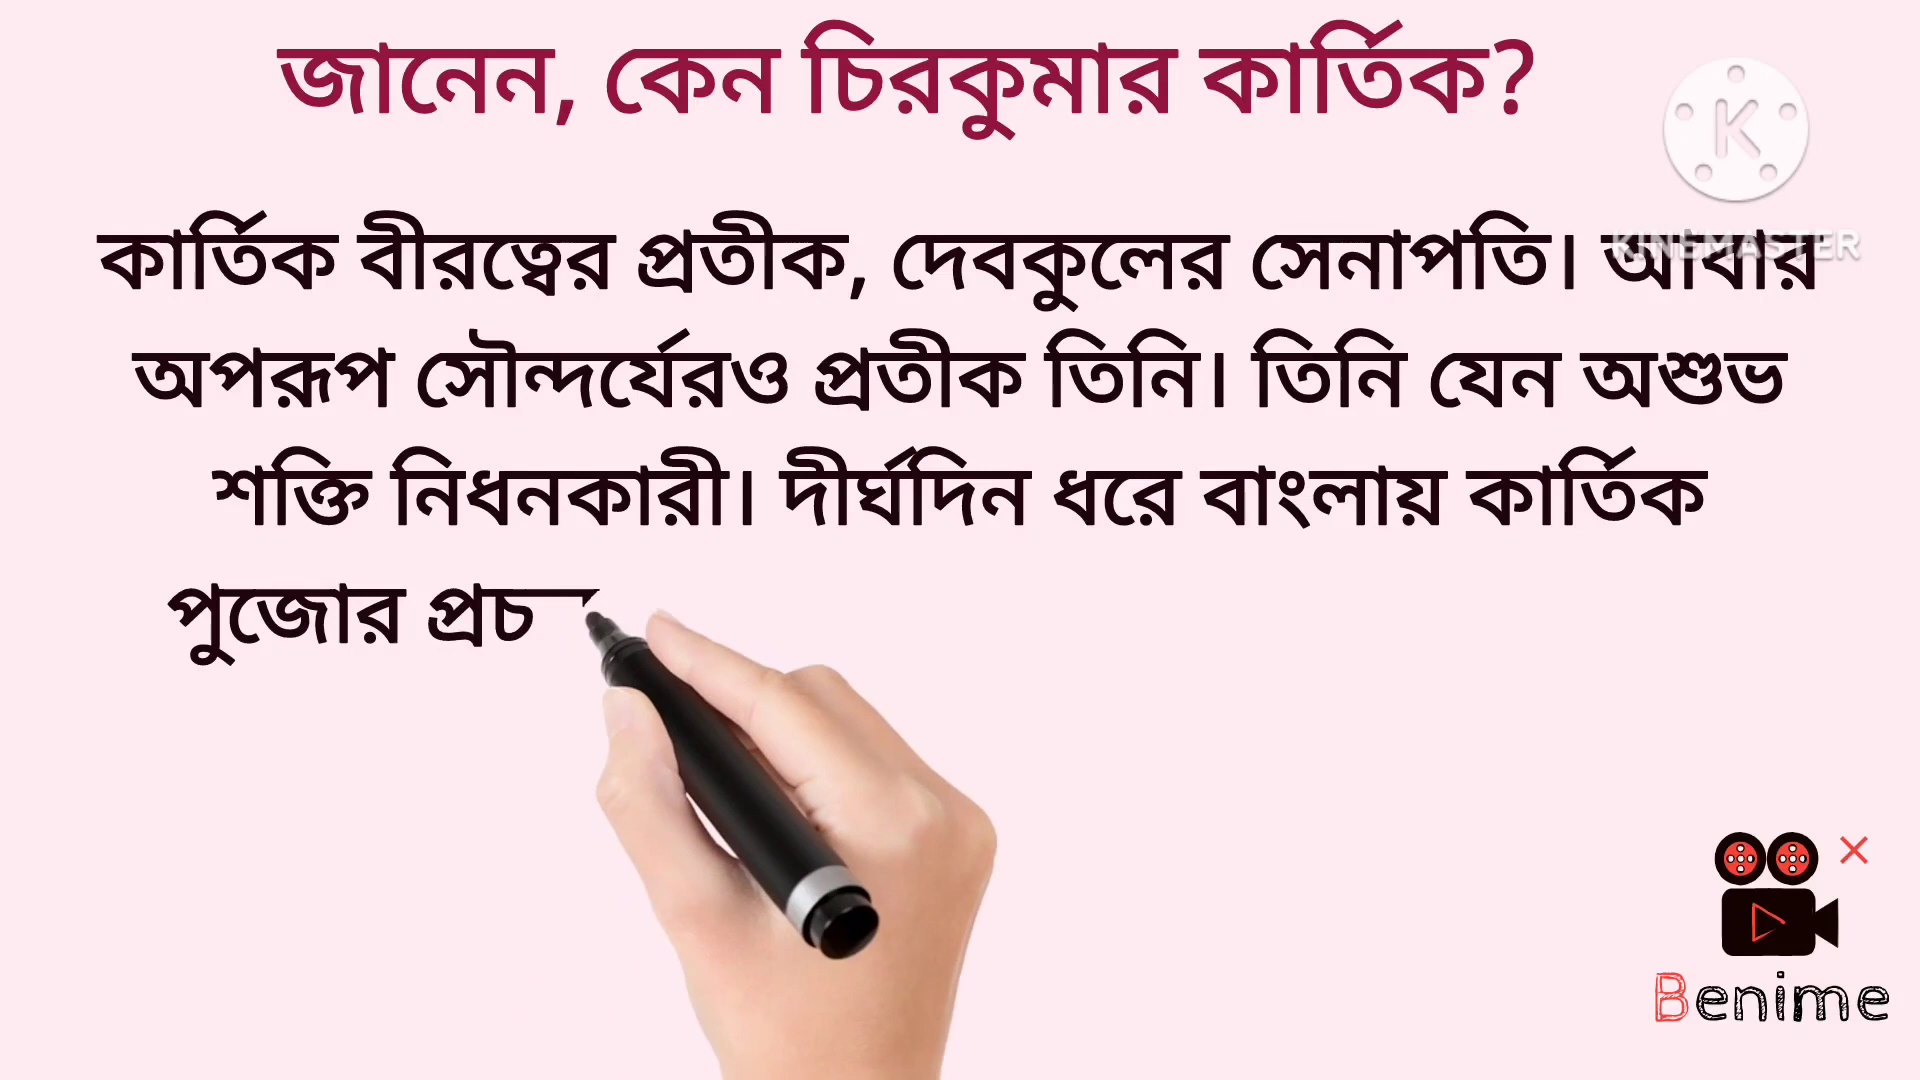 জানেন, কেন চিরকুমার কার্তিক?
K
KINEMASTER
কার্তিক বীরত্বের প্রতীক, দেবকুলের সেনাপতি। আবার
অপরূপ সৌন্দর্যেরও প্রতীক তিনি। তিনি যেন অশুভ
শক্তি নিধনকারী। দীর্ঘদিন ধরে বাংলায় কার্তিক
পুজোর প্রচ
Benime